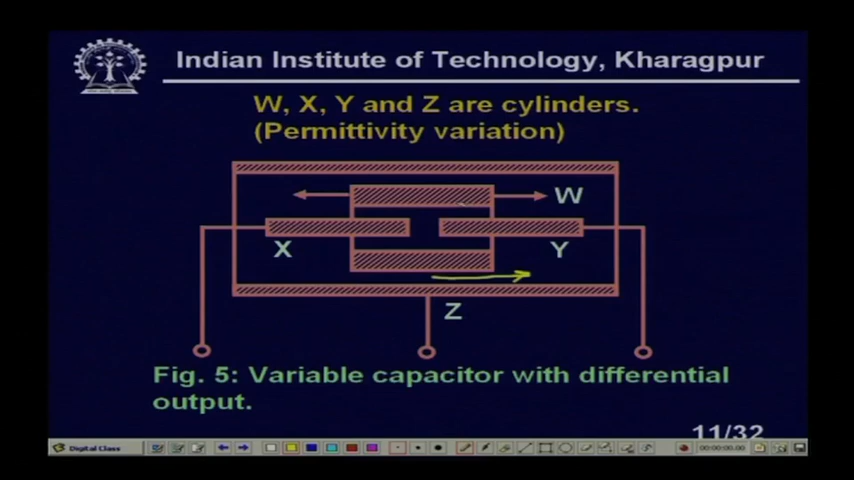 Indian Institute of Technology, Kharagpur
W, X, Y and Z are cylinders.
(Permittivity variation)
W
X
Y
Z
Fig. 5: Variable capacitor with differential
output.
11/32
Digital Class